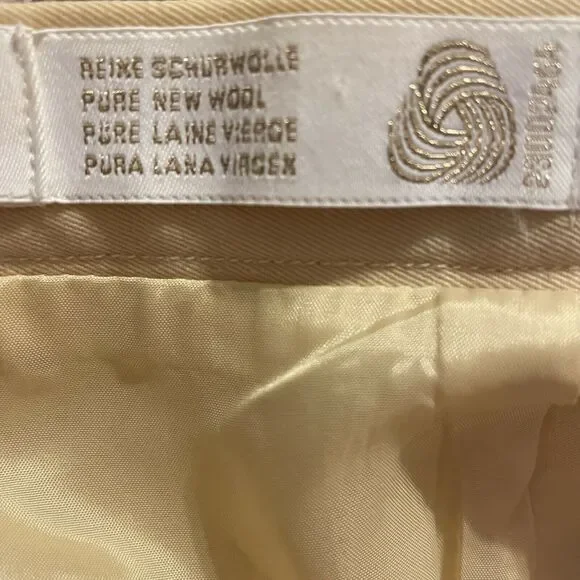 REINE SCHURWOLLE
PURE NEW WOOL
PURE LAINE VIERGE
PURA LANA VIRGEN